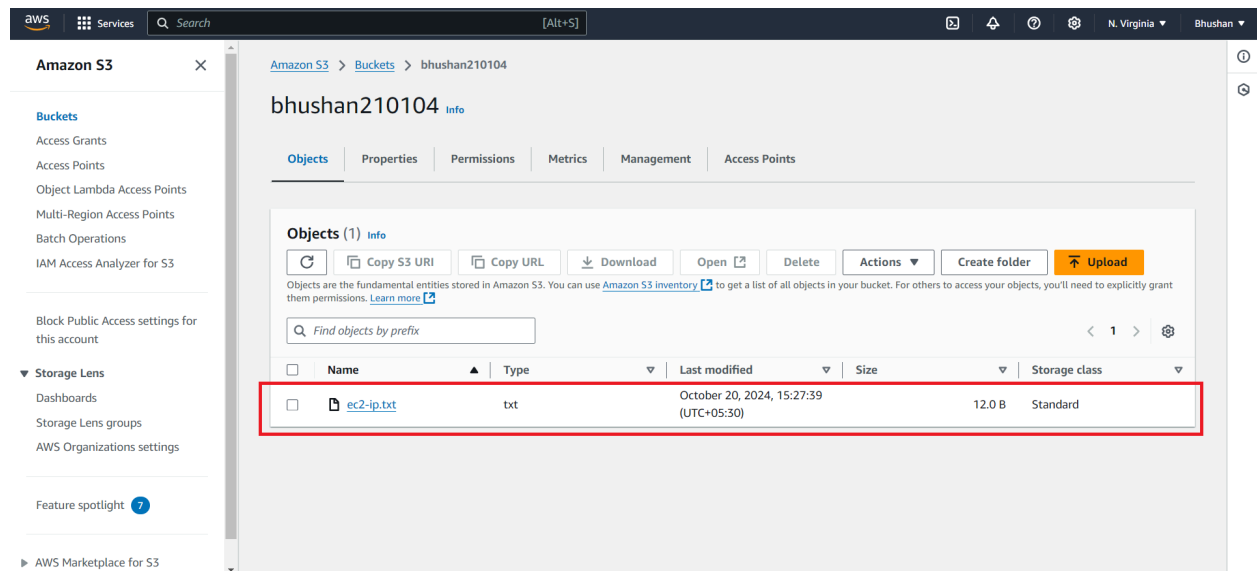 aws Services Search [Alt+S] N. Virginia ▼ Bhushan ▼
Amazon S3
Buckets
Access Grants
Access Points
Object Lambda Access Points
Multi-Region Access Points
Batch Operations
IAM Access Analyzer for S3
Block Public Access settings for
this account
▼ Storage Lens
Dashboards
Storage Lens groups
AWS Organizations settings
Feature spotlight 7
▶ AWS Marketplace for S3
Amazon S3 > Buckets > bhushan210104
bhushan210104 Info
Objects Properties Permissions Metrics Management Access Points
Objects (1) Info
Copy S3 URI Copy URL Download Open Delete Actions ▼ Create folder Upload
Objects are the fundamental entities stored in Amazon S3. You can use Amazon S3 inventory to get a list of all objects in your bucket. For others to access your objects, you'll need to explicitly grant
them permissions. Learn more
Find objects by prefix < 1 >
Name ▲ Type Last modified Size Storage class
ec2-ip.txt txt October 20, 2024, 15:27:39 12.0 B Standard
(UTC+05:30)